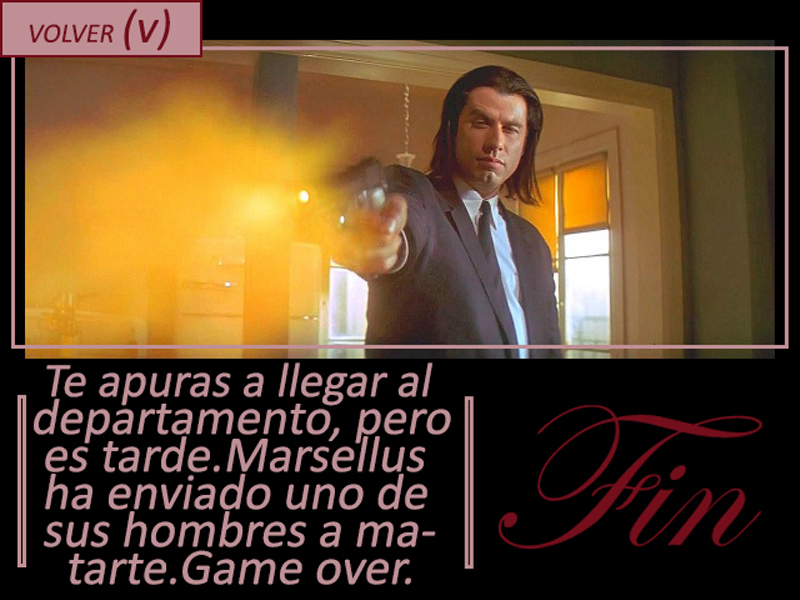 VOLVER (V)
Te apuras a llegar al
departamento, pero
es tarde.Marsellus
ha enviado uno de
sus hombres a ma-
tarte.Game over.
Fin